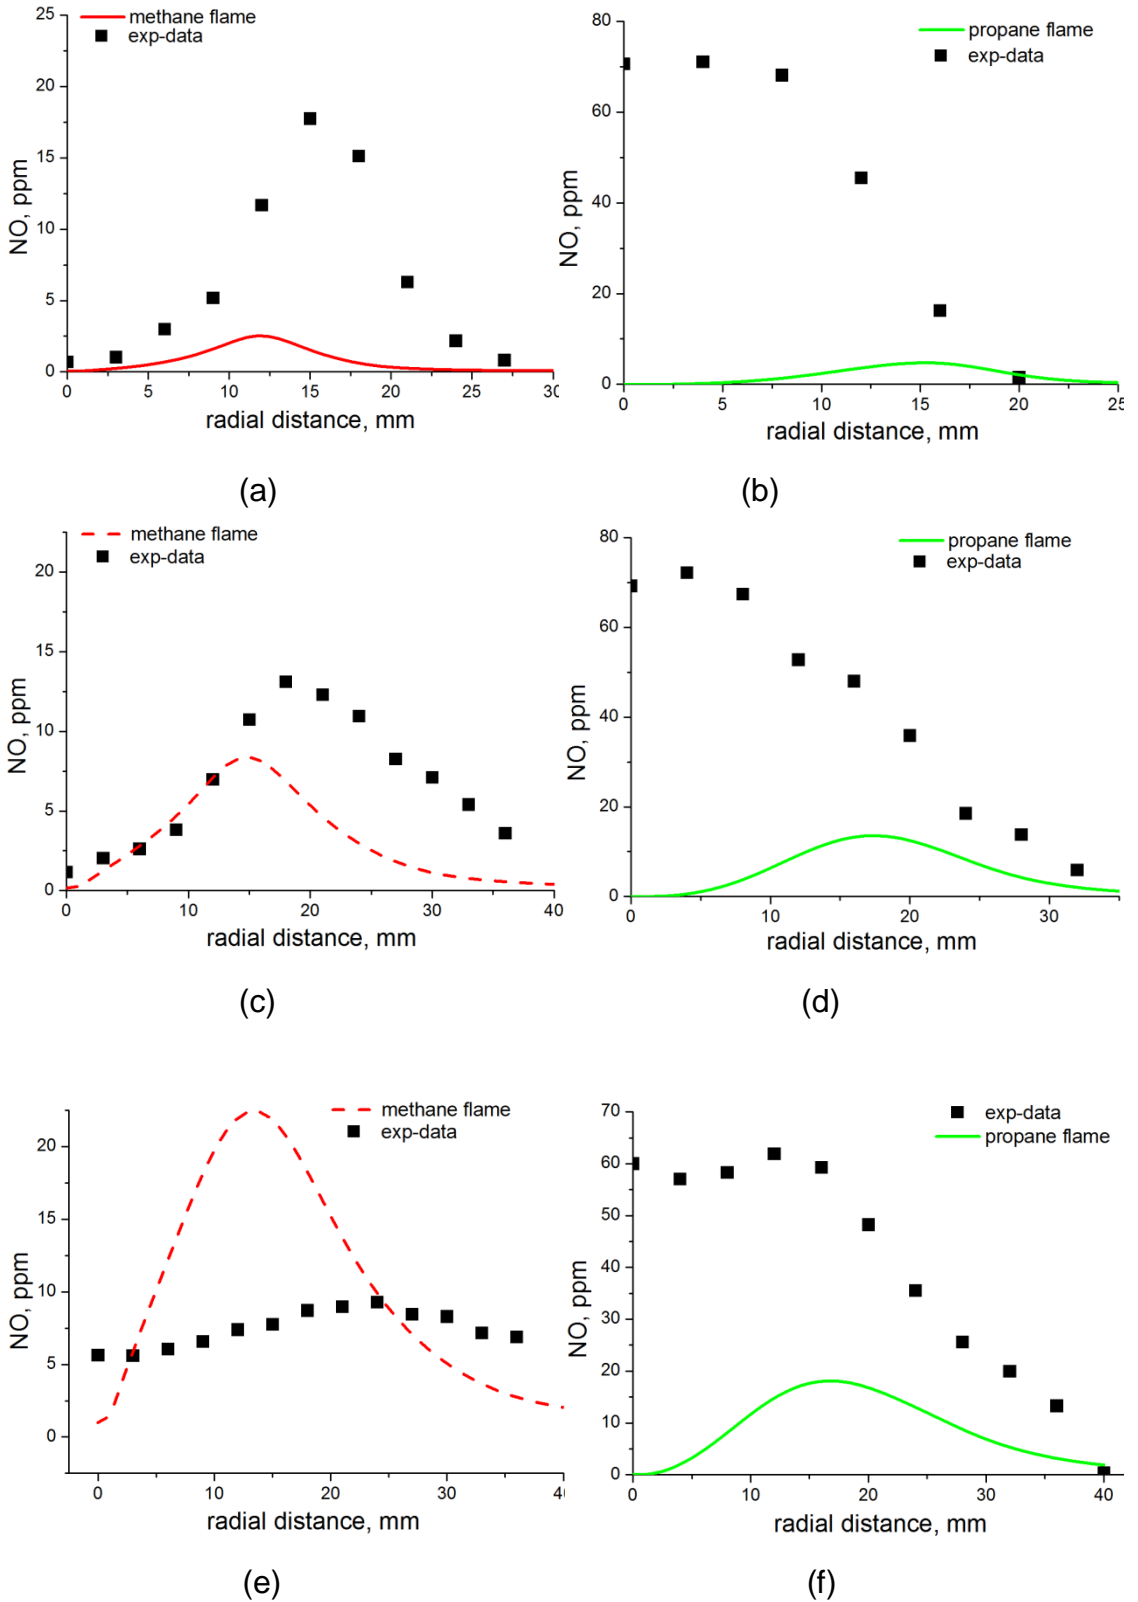 25
20
15
10
5
0
NO, ppm
methane flame
exp-data
0 5 10 15 20 25 30
radial distance, mm
(a)
80
60
40
20
0
NO, ppm
propane flame
exp-data
0 5 10 15 20 25
radial distance, mm
(b)
20
15
10
5
0
NO, ppm
methane flame
exp-data
0 10 20 30 40
radial distance, mm
(c)
80
60
40
20
0
NO, ppm
propane flame
exp-data
0 10 20 30
radial distance, mm
(d)
20
15
10
5
0
NO, ppm
methane flame
exp-data
0 10 20 30 40
radial distance, mm
(e)
70
60
50
40
30
20
10
0
NO, ppm
exp-data
propane flame
0 10 20 30 40
radial distance, mm
(f)